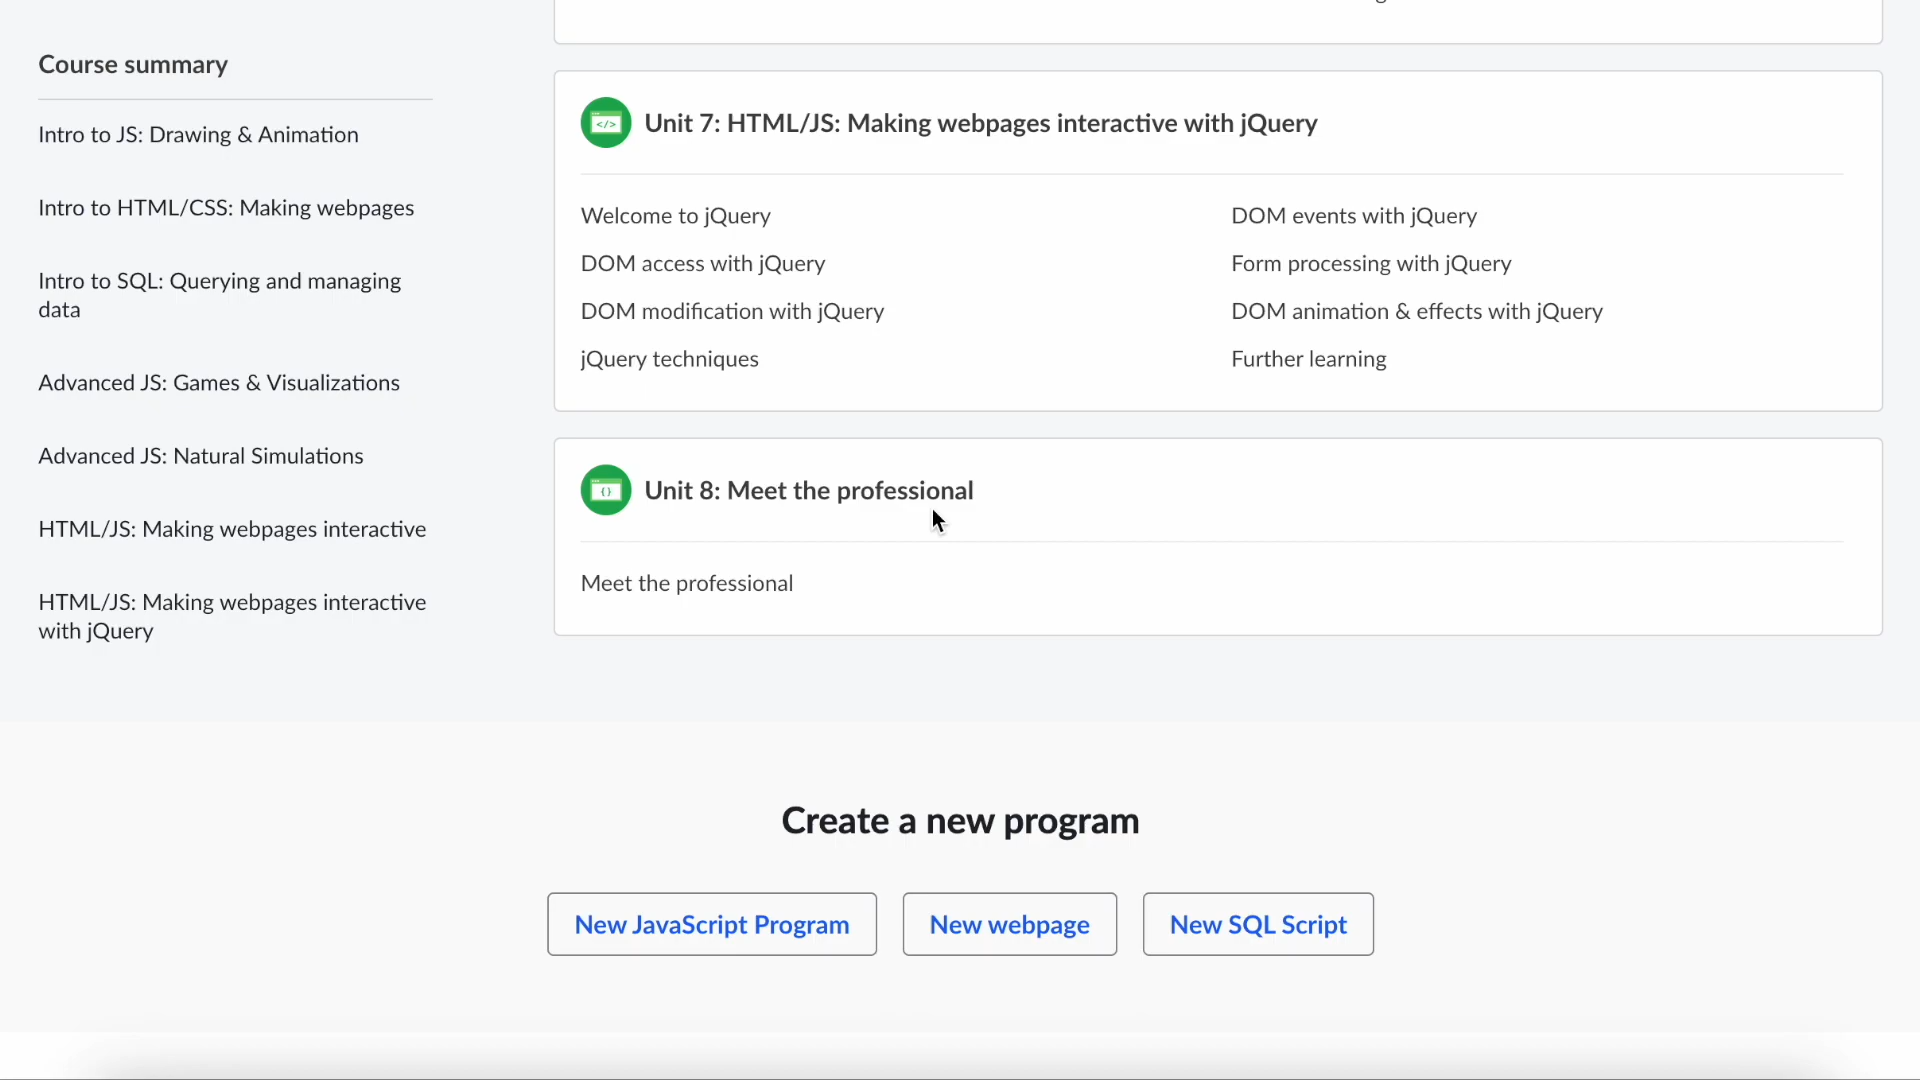 Course summary
Intro to JS: Drawing & Animation
Intro to HTML/CSS: Making webpages
Intro to SQL: Querying and managing
data
Advanced JS: Games & Visualizations
Advanced JS: Natural Simulations
HTML/JS: Making webpages interactive
HTML/JS: Making webpages interactive
with jQuery
</> Unit 7: HTML/JS: Making webpages interactive with jQuery
Welcome to jQuery
DOM events with jQuery
DOM access with jQuery
Form processing with jQuery
DOM modification with jQuery
DOM animation & effects with jQuery
jQuery techniques
Further learning
{} Unit 8: Meet the professional
Meet the professional
Create a new program
New JavaScript Program
New webpage
New SQL Script